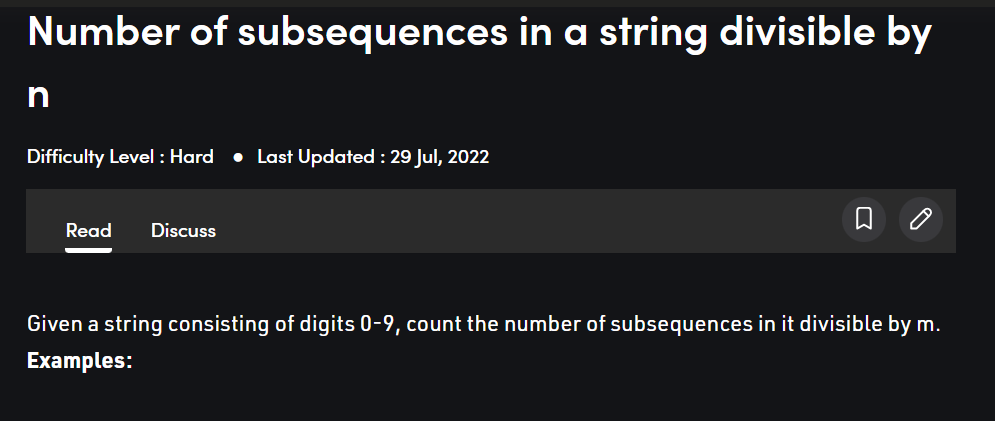 Number of subsequences in a string divisible by
n
Difficulty Level : Hard ● Last Updated : 29 Jul, 2022
Read Discuss
Given a string consisting of digits 0-9, count the number of subsequences in it divisible by m.
Examples: